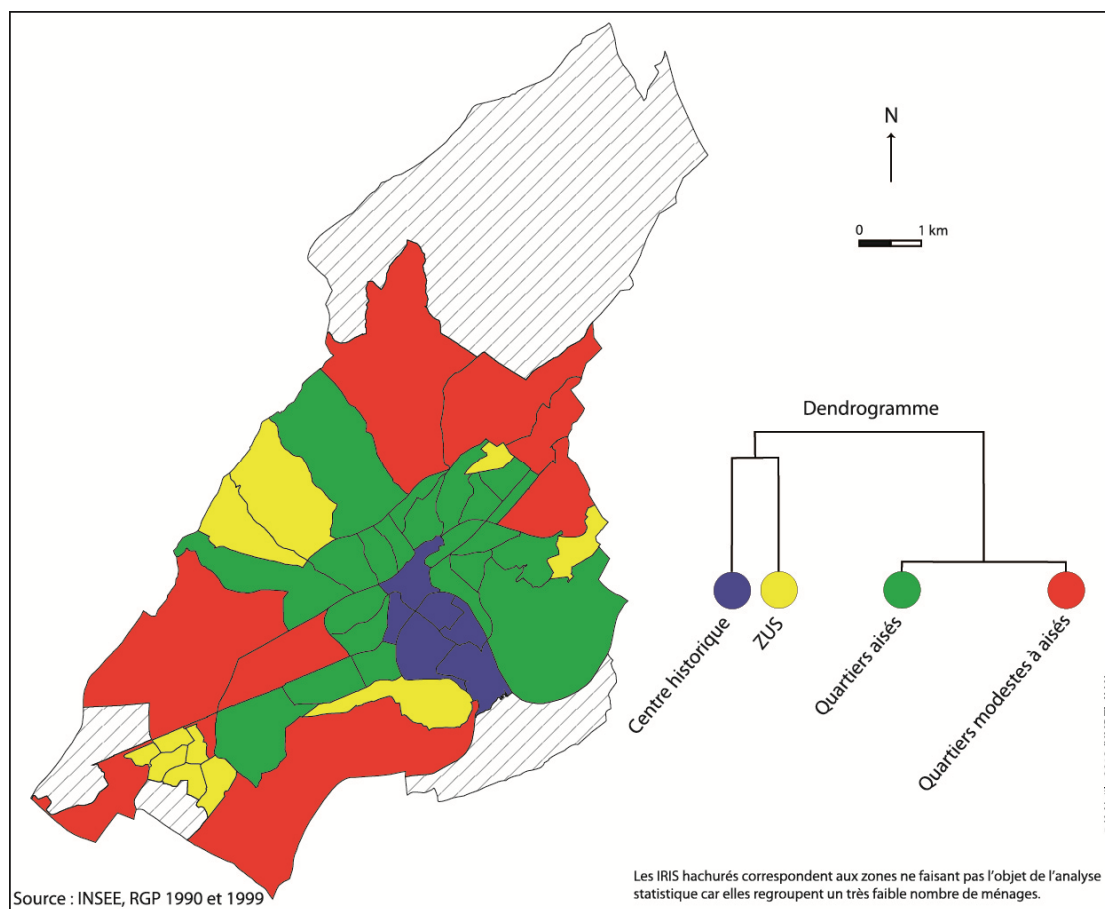 N
0 1 km
Dendrogramme
Centre historique
ZUS
Quartiers aisés
Quartiers modestes à aisés
Les IRIS hachurés correspondent aux zones ne faisant pas l'objet de l'analyse
statistique car elles regroupent un très faible nombre de ménages.
Source : INSEE, RGP 1990 et 1999